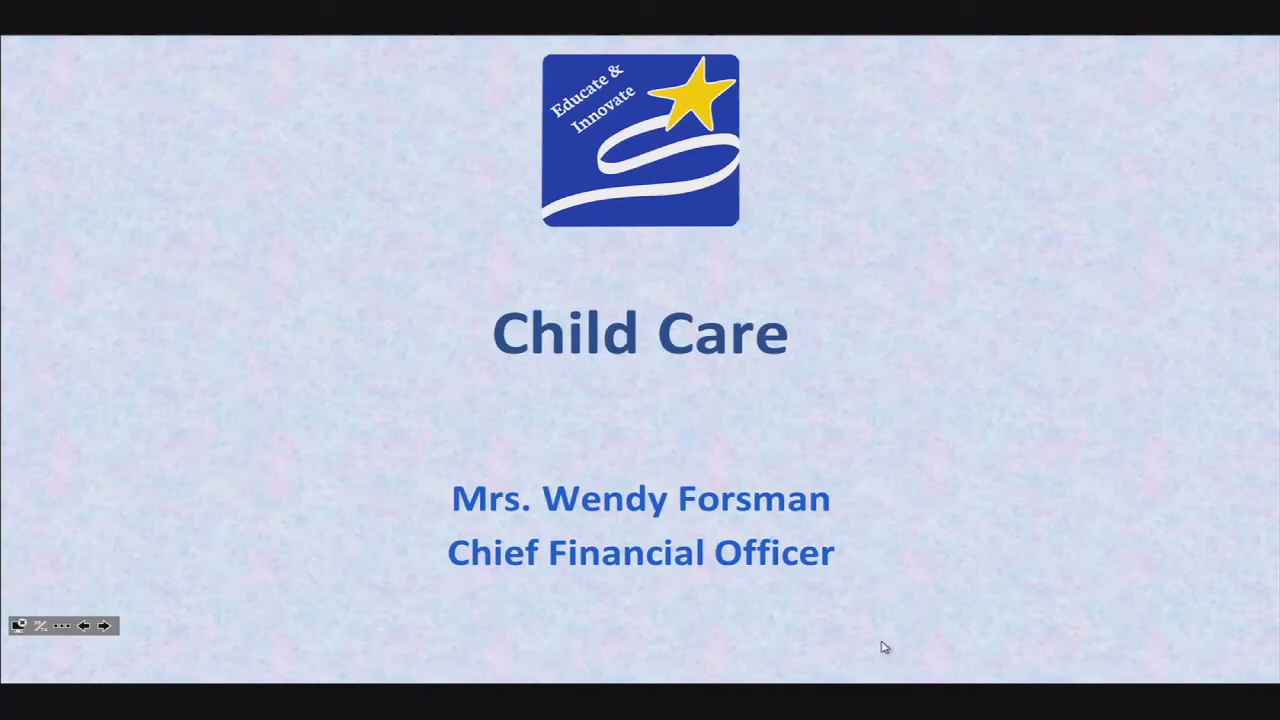 Educate &
Innovate
Child Care
Mrs. Wendy Forsman
Chief Financial Officer